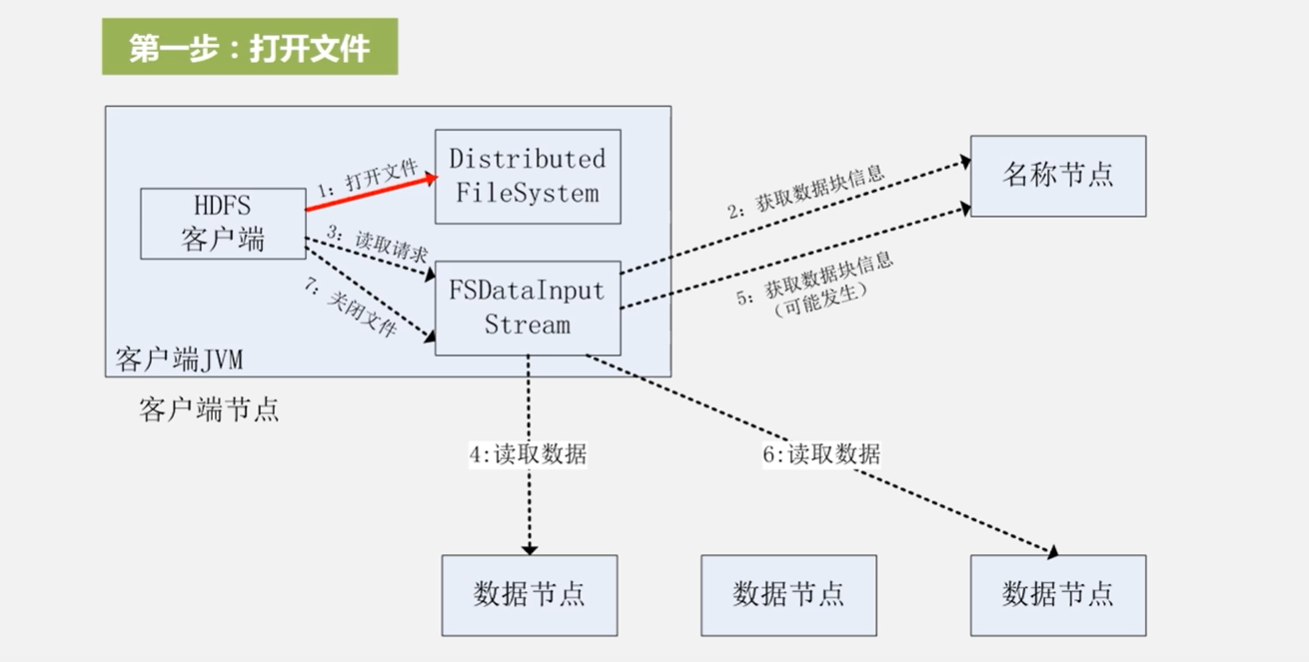 第一步：打开文件
Distributed
FileSystem
1: 打开文件
HDFS
客户端
名称节点
2: 获取数据块信息
3: 读取请求
FSDataInput
Stream
5: 获取数据块信息
（可能发生）
7: 关闭文件
客户端JVM
客户端节点
4:读取数据
6:读取数据
数据节点
数据节点
数据节点